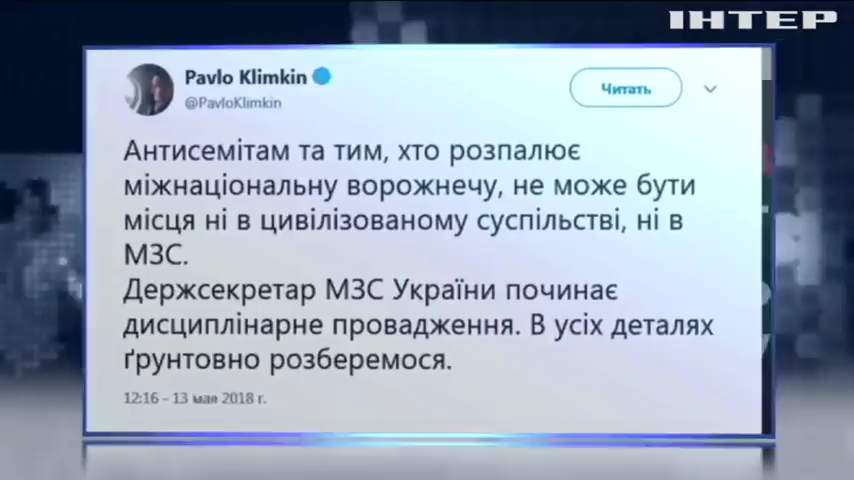 ІНТЕР
Pavlo Klimkin
@PavloKlimkin
Читать
Антисемітам та тим, хто розпалює
міжнаціональну ворожнечу, не може бути
місця ні в цивілізованому суспільстві, ні в
МЗС.
Держсекретар МЗС України починає
дисциплінарне провадження. В усіх деталях
ґрунтовно розберемося.
12:16 - 13 мая 2018 г.